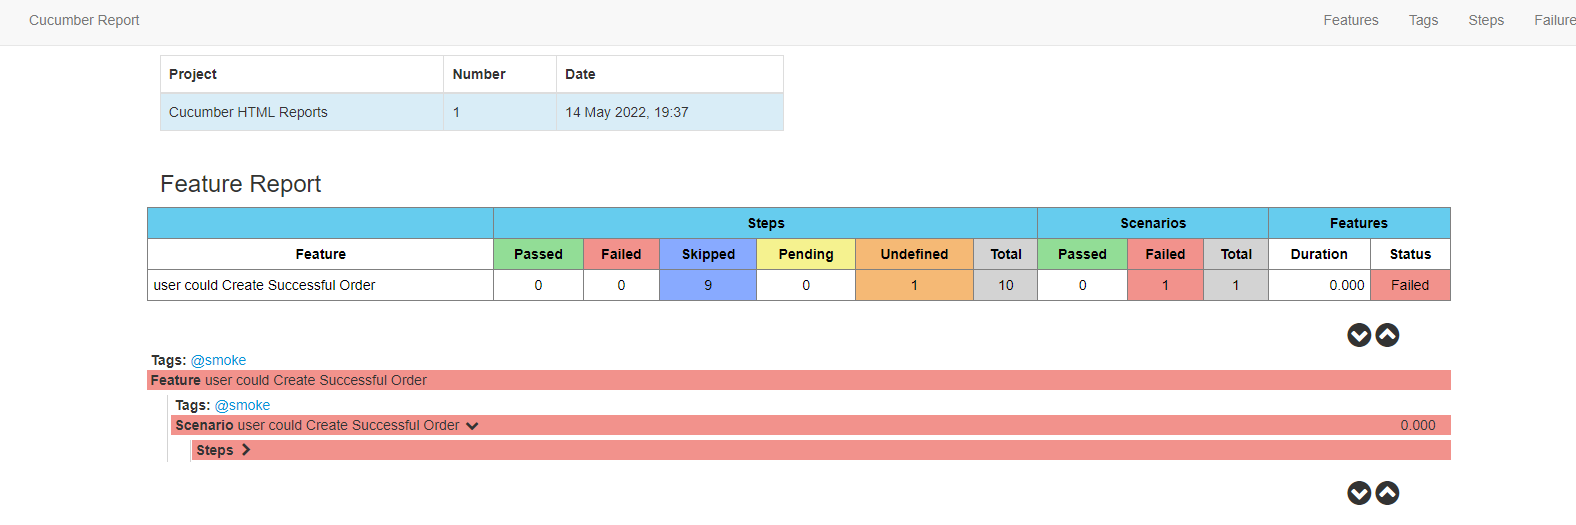 Cucumber Report Features Tags Steps Failure
Project Number Date
Cucumber HTML Reports 1 14 May 2022, 19:37
Feature Report
Steps Scenarios Features
Feature Passed Failed Skipped Pending Undefined Total Passed Failed Total Duration Status
user could Create Successful Order 0 0 9 0 1 10 0 1 1 0.000 Failed
Tags: @smoke
Feature user could Create Successful Order
Tags: @smoke
Scenario user could Create Successful Order 0.000
Steps